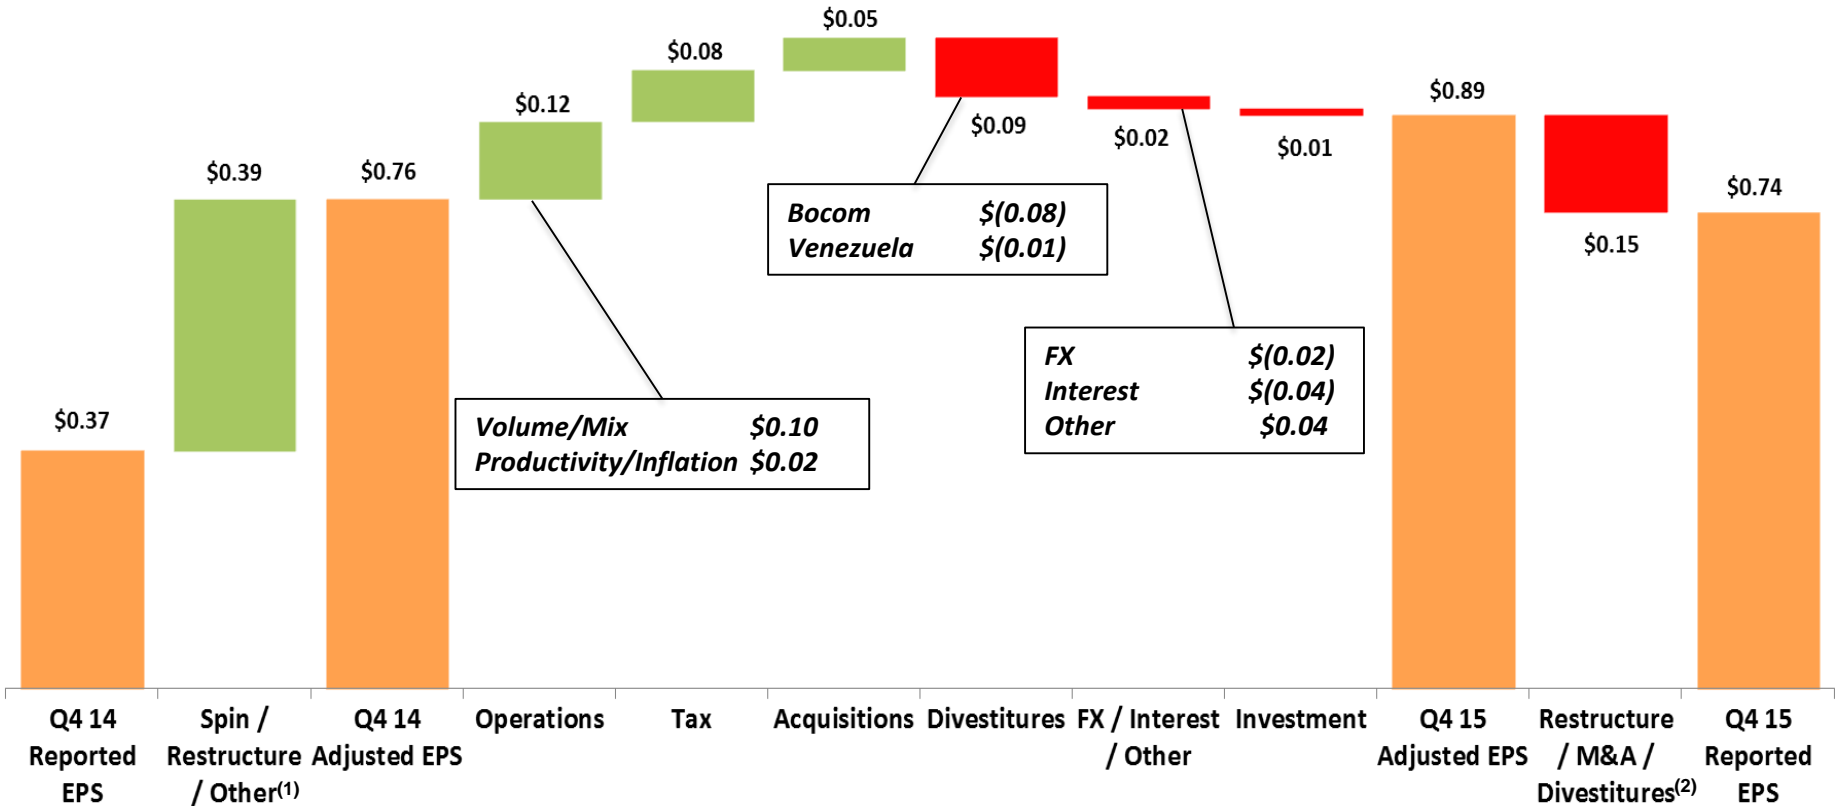 $0.37
$0.39
$0.76
$0.12
$0.08
$0.05
$0.09
$0.02
$0.01
$0.89
$0.15
$0.74
Bocom $(0.08)
Venezuela $(0.01)
FX $(0.02)
Interest $(0.04)
Other $0.04
Volume/Mix $0.10
Productivity/Inflation $0.02
Q4 14
Reported
EPS
Spin /
Restructure
/ Other(1)
Q4 14
Adjusted EPS
Operations
Tax
Acquisitions
Divestitures
FX / Interest
/ Other
Investment
Q4 15
Adjusted EPS
Restructure
/ M&A /
Divestitures(2)
Q4 15
Reported
EPS